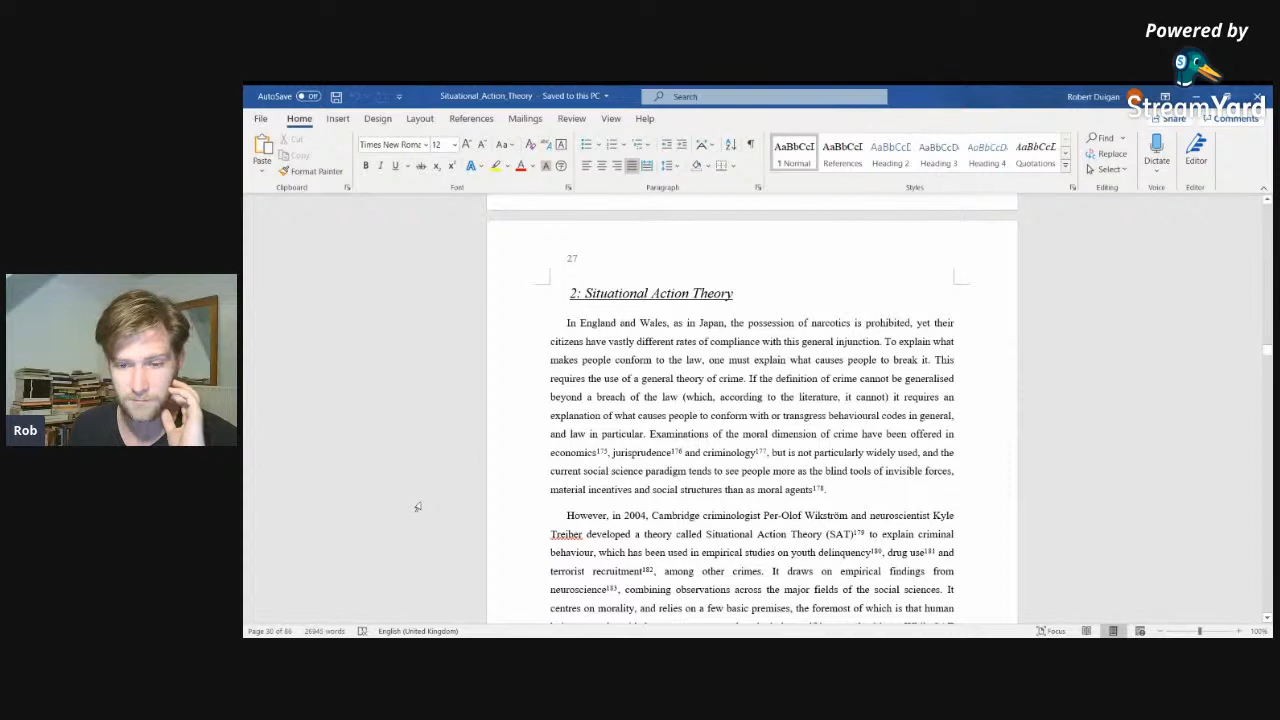 Powered by
StreamYard
AutoSave Off
Situational_Action_Theory - Saved to this PC
Search
Robert Duigan
File Home Insert Design Layout References Mailings Review View Help
Share Comments
Paste
Cut
Copy
Format Painter
Times New Roma 12
AaBbCcI AaBbCcI AaBbCcI AaBbCcD AaBbCcD AaBbCcI
1 Normal References Heading 2 Heading 3 Heading 4 Quotations
Find
Replace
Select
Dictate
Editor
Clipboard Font Paragraph Styles Editing Voice Editor
27
2: Situational Action Theory
In England and Wales, as in Japan, the possession of narcotics is prohibited, yet their
citizens have vastly different rates of compliance with this general injunction. To explain what
makes people conform to the law, one must explain what causes people to break it. This
requires the use of a general theory of crime. If the definition of crime cannot be generalised
beyond a breach of the law (which, according to the literature, it cannot) it requires an
explanation of what causes people to conform with or transgress behavioural codes in general,
and law in particular. Examinations of the moral dimension of crime have been offered in
economics175, jurisprudence176 and criminology177, but is not particularly widely used, and the
current social science paradigm tends to see people more as the blind tools of invisible forces,
material incentives and social structures than as moral agents178.
However, in 2004, Cambridge criminologist Per-Olof Wikström and neuroscientist Kyle
Treiber developed a theory called Situational Action Theory (SAT)179 to explain criminal
behaviour, which has been used in empirical studies on youth delinquency180, drug use181 and
terrorist recruitment182, among other crimes. It draws on empirical findings from
neuroscience183, combining observations across the major fields of the social sciences. It
centres on morality, and relies on a few basic premises, the foremost of which is that human
Rob
Page 30 of 86 26945 words English (United Kingdom)
Focus
100%